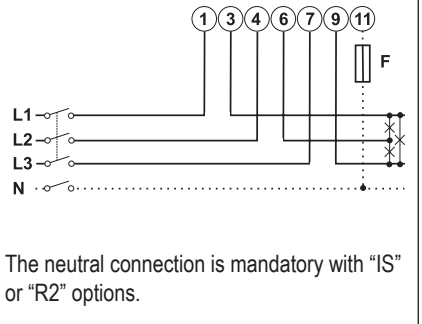 1 3 4 6 7 9 11
F
L1
L2
L3
N
The neutral connection is mandatory with “IS”
or “R2” options.